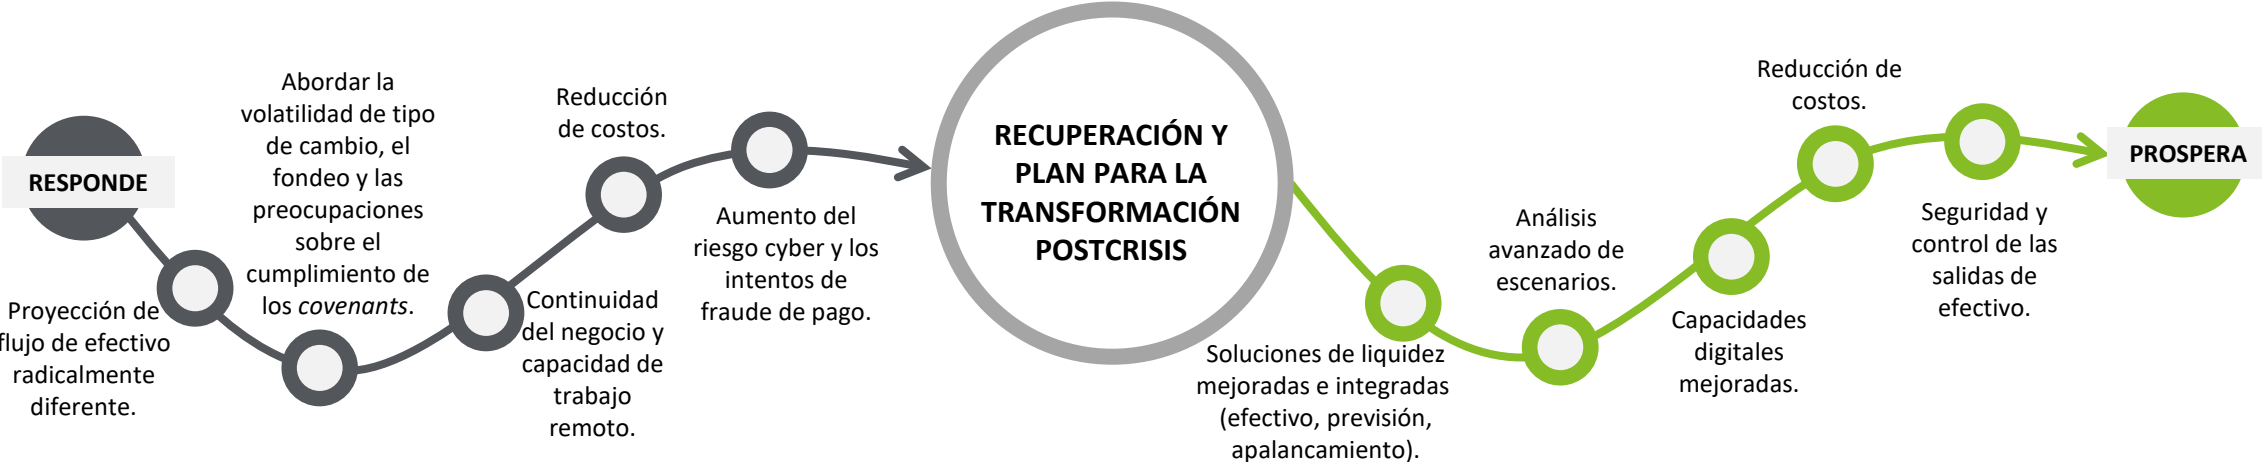 RESPONDE
Proyección de
flujo de efectivo
radicalmente
diferente.
Abordar la
volatilidad de tipo
de cambio, el
fondeo y las
preocupaciones
sobre el
cumplimiento de
los covenants.
Continuidad
del negocio y
capacidad de
trabajo
remoto.
Reducción
de costos.
Aumento del
riesgo cyber y los
intentos de
fraude de pago.
RECUPERACIÓN Y
PLAN PARA LA
TRANSFORMACIÓN
POSTCRISIS
Soluciones de liquidez
mejoradas e integradas
(efectivo, previsión,
apalancamiento).
Análisis
avanzado de
escenarios.
Capacidades
digitales
mejoradas.
Reducción de
costos.
Seguridad y
control de las
salidas de
efectivo.
PROSPERA